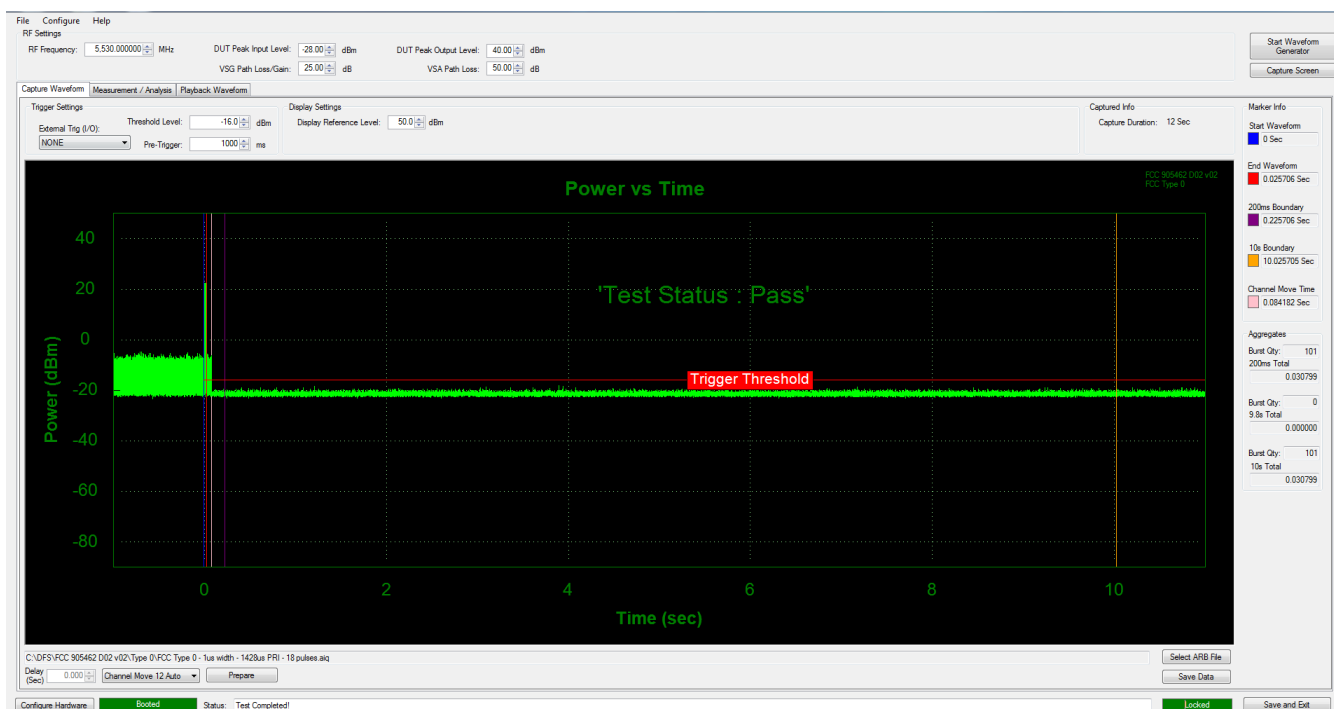 File Configure Help
RF Settings
RF Frequency: 5,530.000000 MHz DUT Peak Input Level: -28.00 dBm DUT Peak Output Level: 40.00 dBm
VSG Path Loss/Gain: 25.00 dB VSA Path Loss: 50.00 dB
Start Waveform
Generator
Capture Screen
Capture Waveform Measurement / Analysis Playback Waveform
Trigger Settings
External Trig (I/O):
NONE
Threshold Level: -16.0 dBm
Pre-Trigger: 1000 ms
Display Settings
Display Reference Level: 50.0 dBm
Captured Info
Capture Duration: 12 Sec
Power vs Time
FCC 905462 D02 v02
FCC Type 0
'Test Status : Pass'
Trigger Threshold
Power (dBm)
40
20
0
-20
-40
-60
-80
0 2 4 6 8 10
Time (sec)
Marker Info
Start Waveform
0 Sec
End Waveform
0.025706 Sec
200ms Boundary
0.225706 Sec
10s Boundary
10.025705 Sec
Channel Move Time
0.084182 Sec
Aggregates
Burst Qty: 101
200ms Total
0.030799
Burst Qty: 0
9.8s Total
0.000000
Burst Qty: 101
10s Total
0.030799
C:\DFS\FCC 905462 D02 v02\Type 0\FCC Type 0 - 1us width - 1428us PRI - 18 pulses.aiq
Select ARB File
Delay
(Sec) 0.000 Channel Move 12 Auto Prepare
Save Data
Configure Hardware Booted Status: Test Completed! Locked Save and Exit